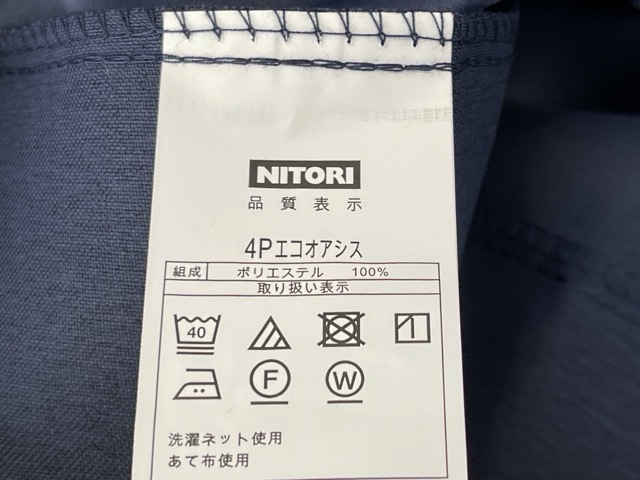 NITORI
品質表示
4Pエコオアシス
組成 ポリエステル 100%
取り扱い表示
40
F W
洗濯ネット使用
あて布使用